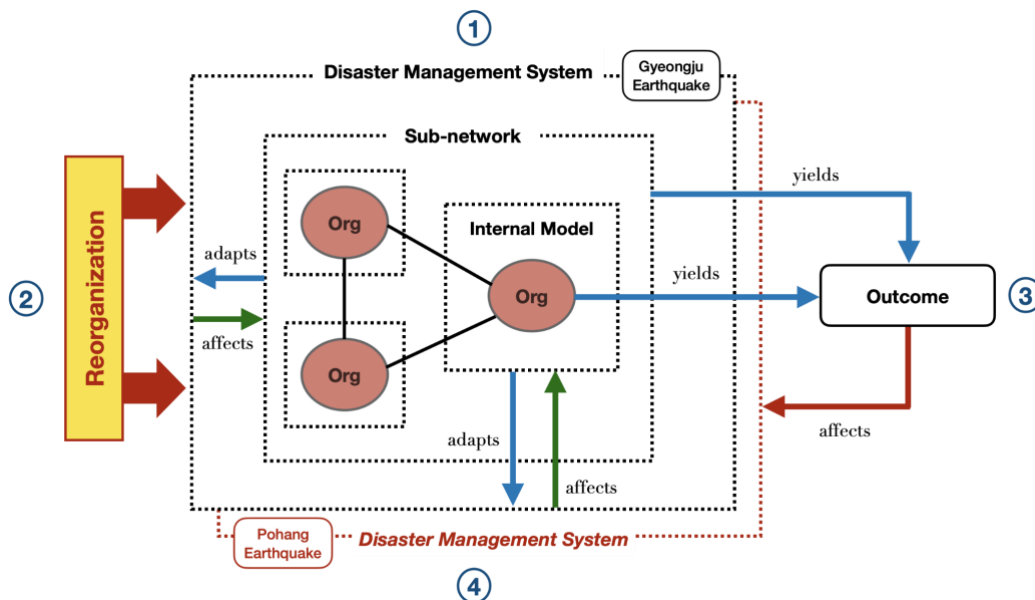 1
Disaster Management System
Gyeongju
Earthquake
Sub-network
yields
Org
Internal Model
Reorganization
adapts
yields
2
Org
Outcome
3
affects
Org
adapts
affects
affects
Pohang
Earthquake
Disaster Management System
4